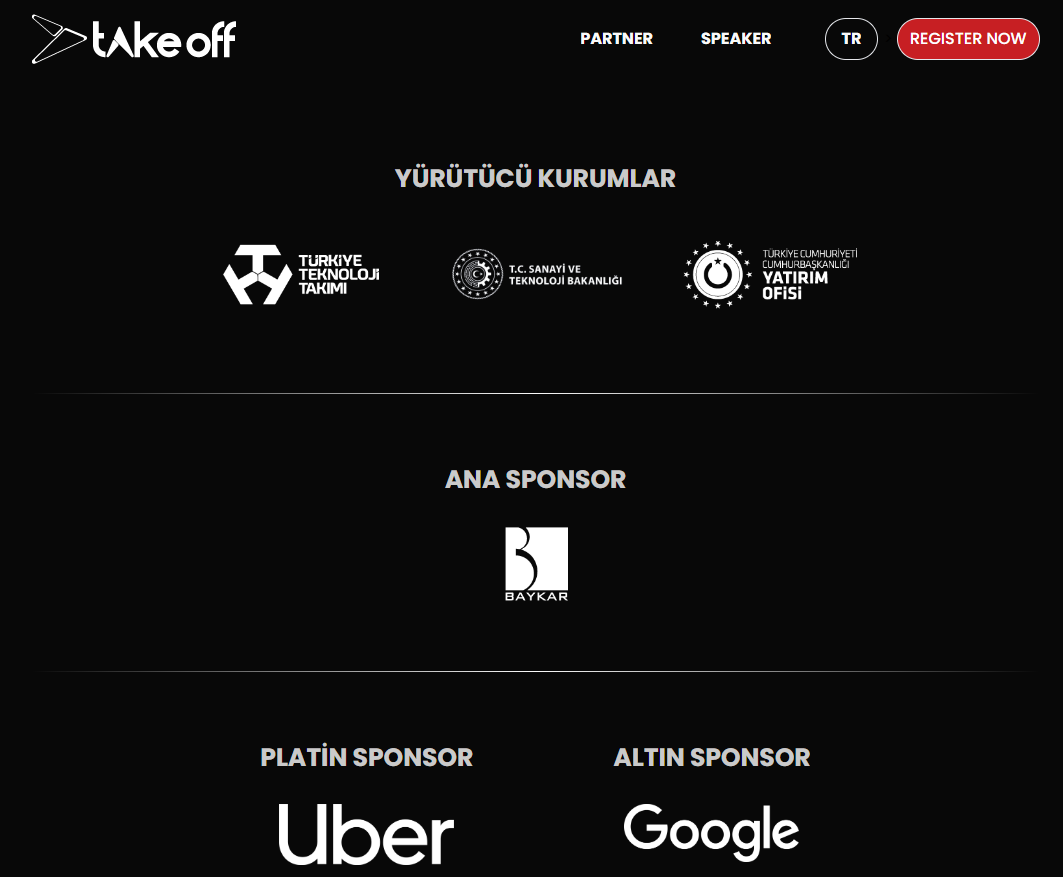 tAke off
PARTNER
SPEAKER
TR
REGISTER NOW
YÜRÜTÜCÜ KURUMLAR
TÜRKİYE
TEKNOLOJİ
TAKIMI
T.C. SANAYİ VE
TEKNOLOJİ BAKANLIĞI
TÜRKİYE CUMHURİYETİ
CUMHURBAŞKANLIĞI
YATIRIM
OFİSİ
ANA SPONSOR
BAYKAR
PLATİN SPONSOR
ALTIN SPONSOR
Uber
Google